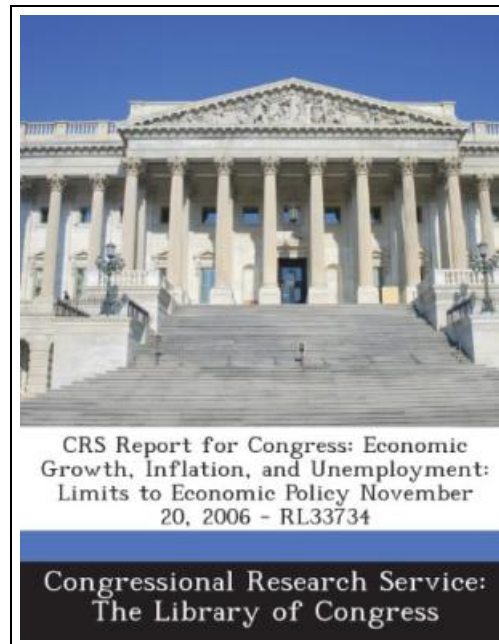 CRS Report for Congress: Economic
Growth, Inflation, and Unemployment:
Limits to Economic Policy November
20, 2006 - RL33734
Congressional Research Service:
The Library of Congress